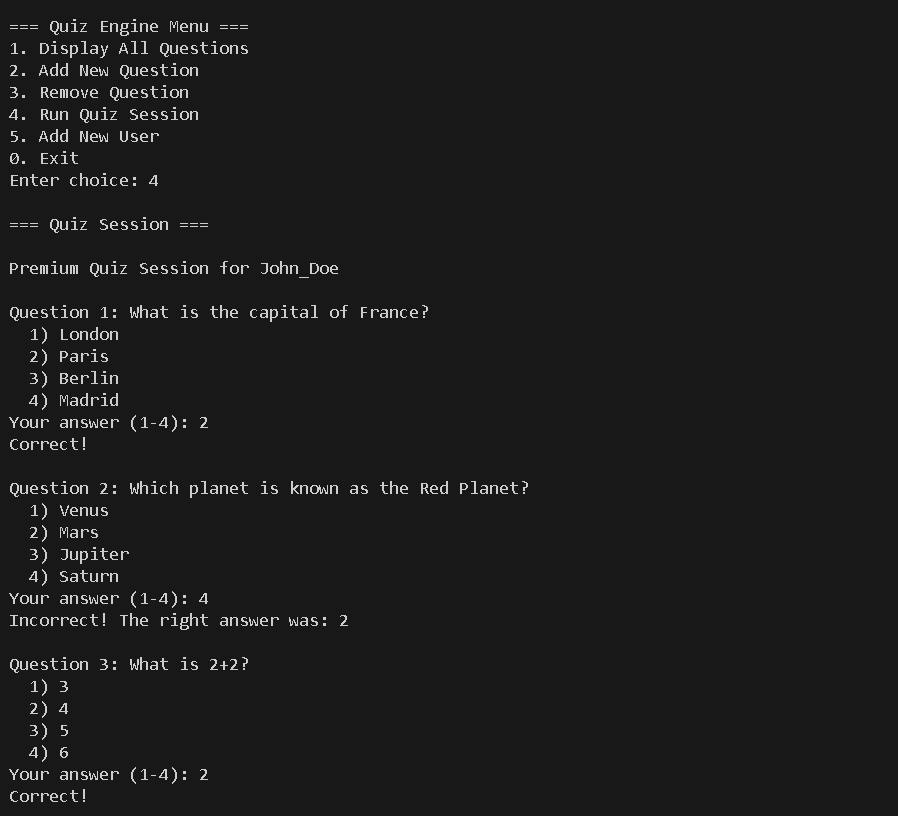 === Quiz Engine Menu ===
1. Display All Questions
2. Add New Question
3. Remove Question
4. Run Quiz Session
5. Add New User
0. Exit
Enter choice: 4
=== Quiz Session ===
Premium Quiz Session for John_Doe
Question 1: What is the capital of France?
1) London
2) Paris
3) Berlin
4) Madrid
Your answer (1-4): 2
Correct!
Question 2: Which planet is known as the Red Planet?
1) Venus
2) Mars
3) Jupiter
4) Saturn
Your answer (1-4): 4
Incorrect! The right answer was: 2
Question 3: What is 2+2?
1) 3
2) 4
3) 5
4) 6
Your answer (1-4): 2
Correct!